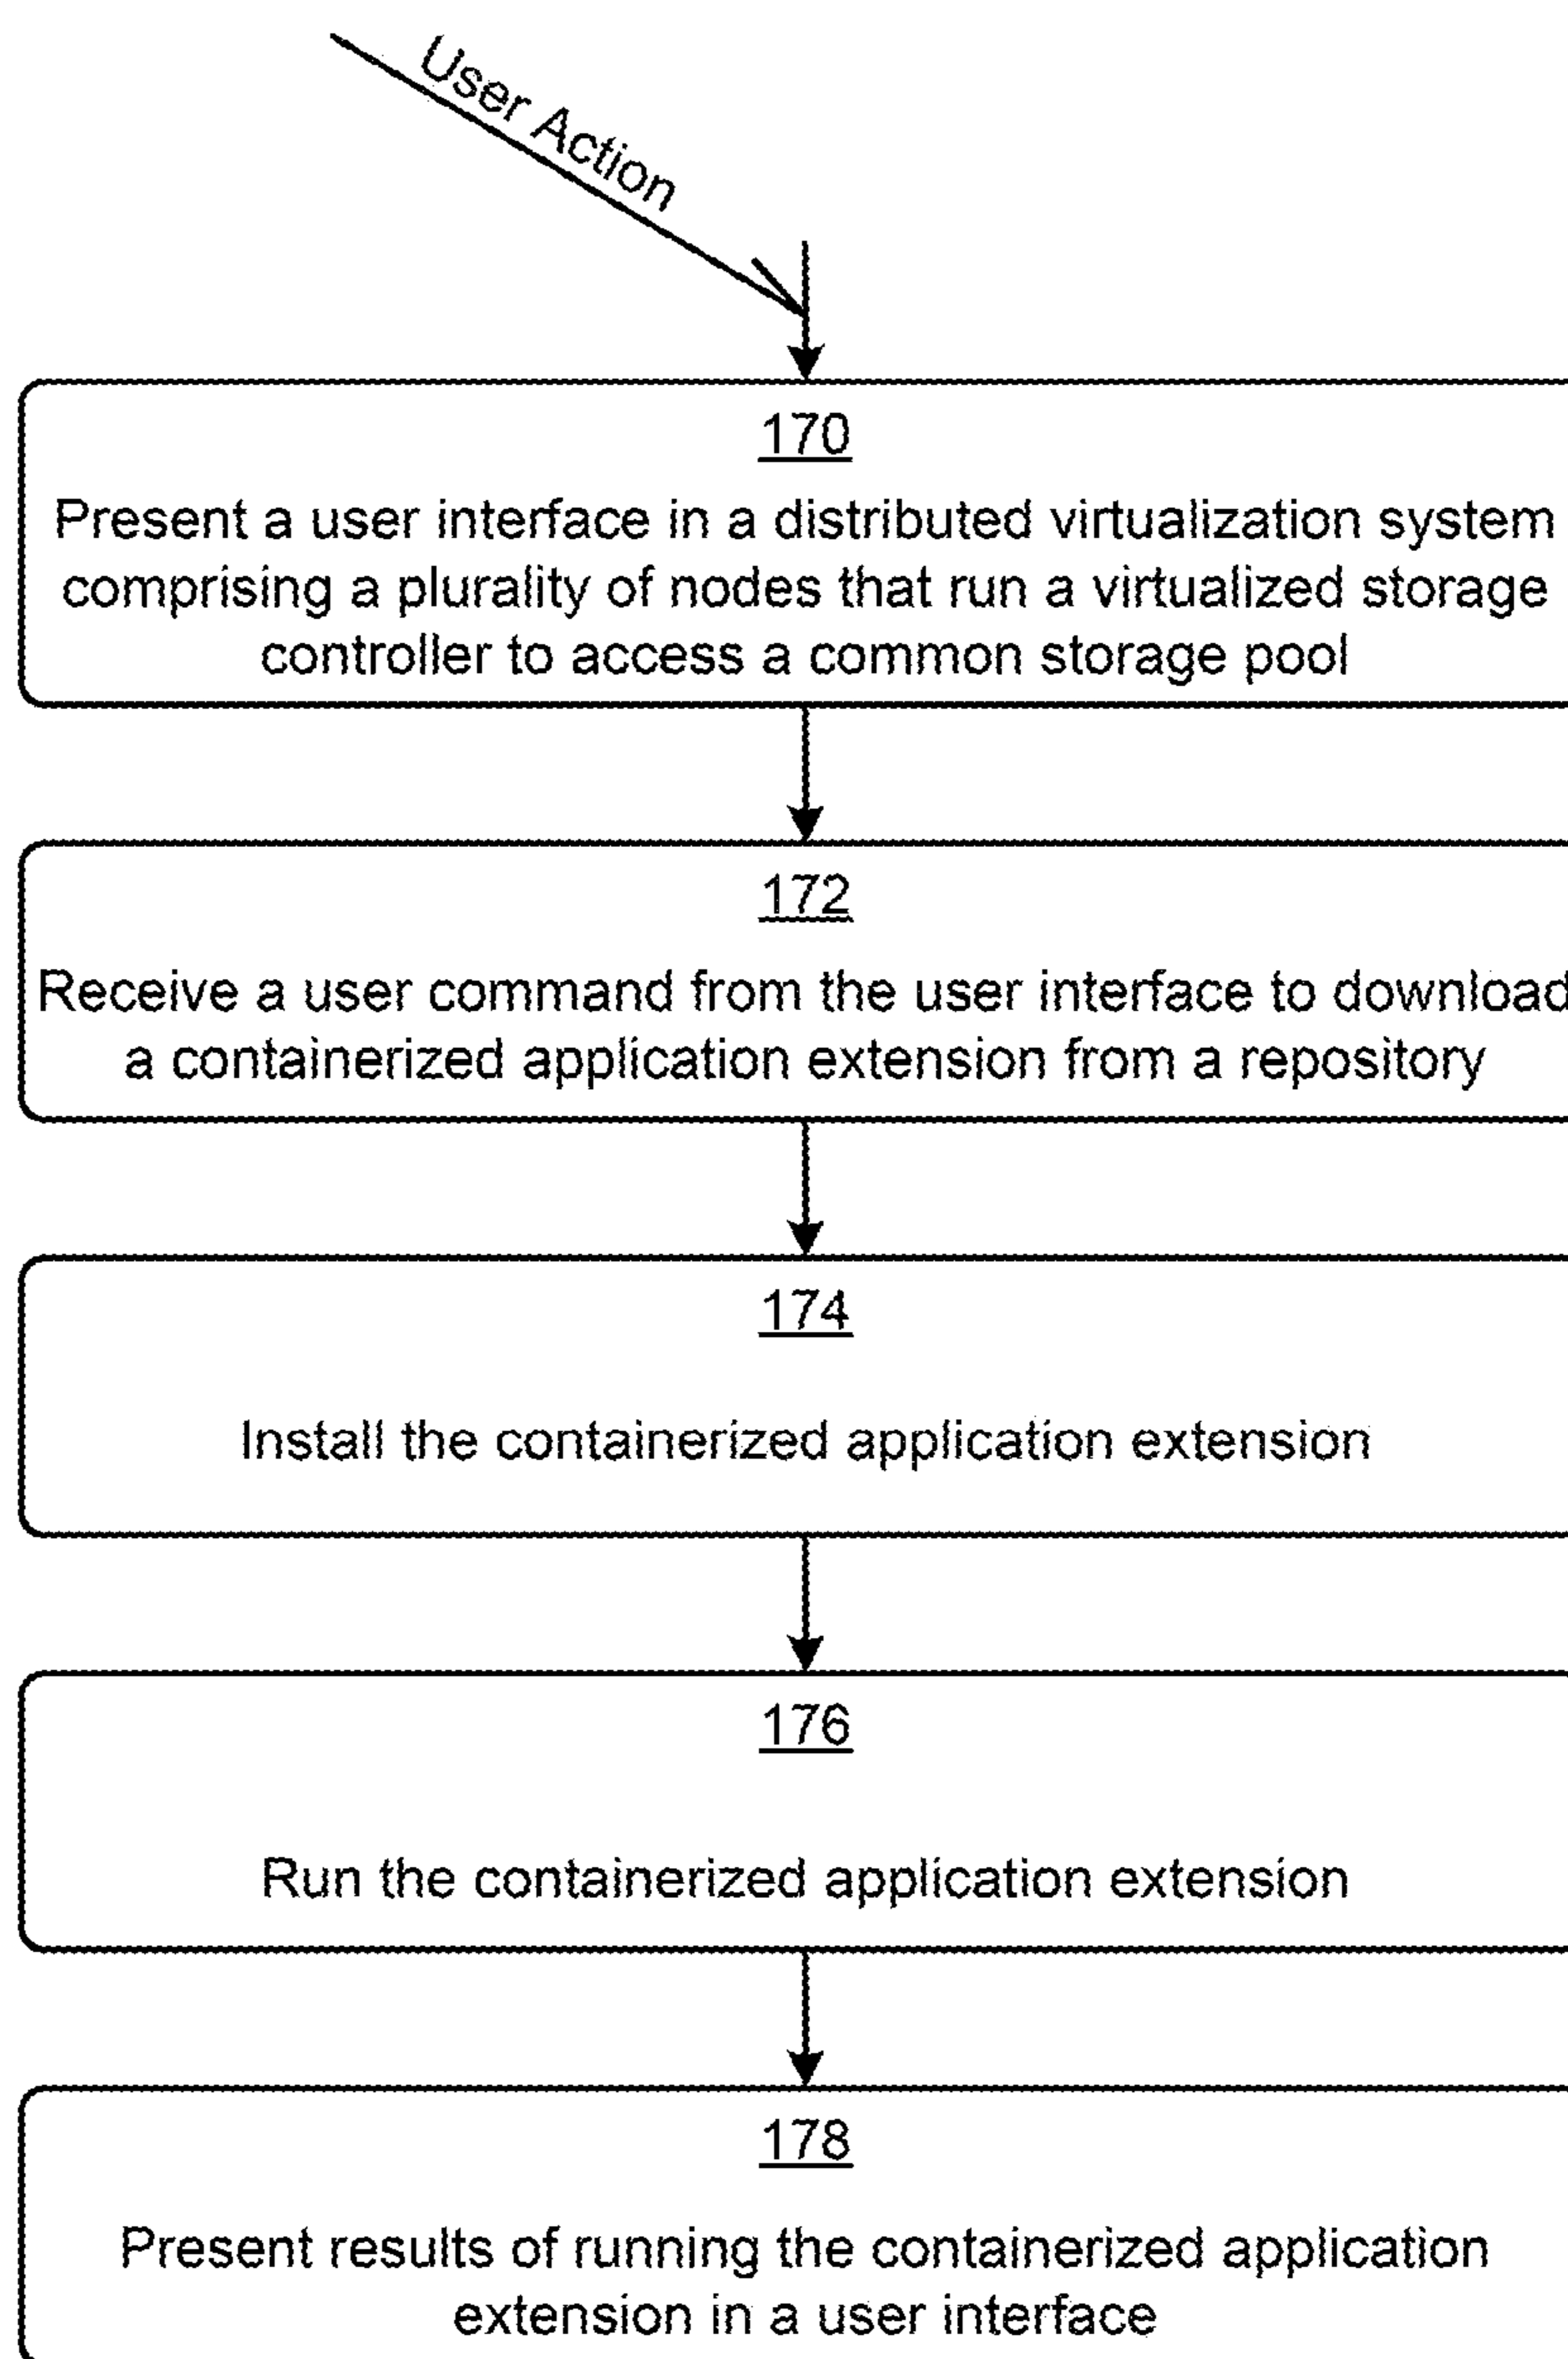 User Action
170
Present a user interface in a distributed virtualization system
comprising a plurality of nodes that run a virtualized storage
controller to access a common storage pool
172
Receive a user command from the user interface to download
a containerized application extension from a repository
174
Install the containerized application extension
176
Run the containerized application extension
178
Present results of running the containerized application
extension in a user interface